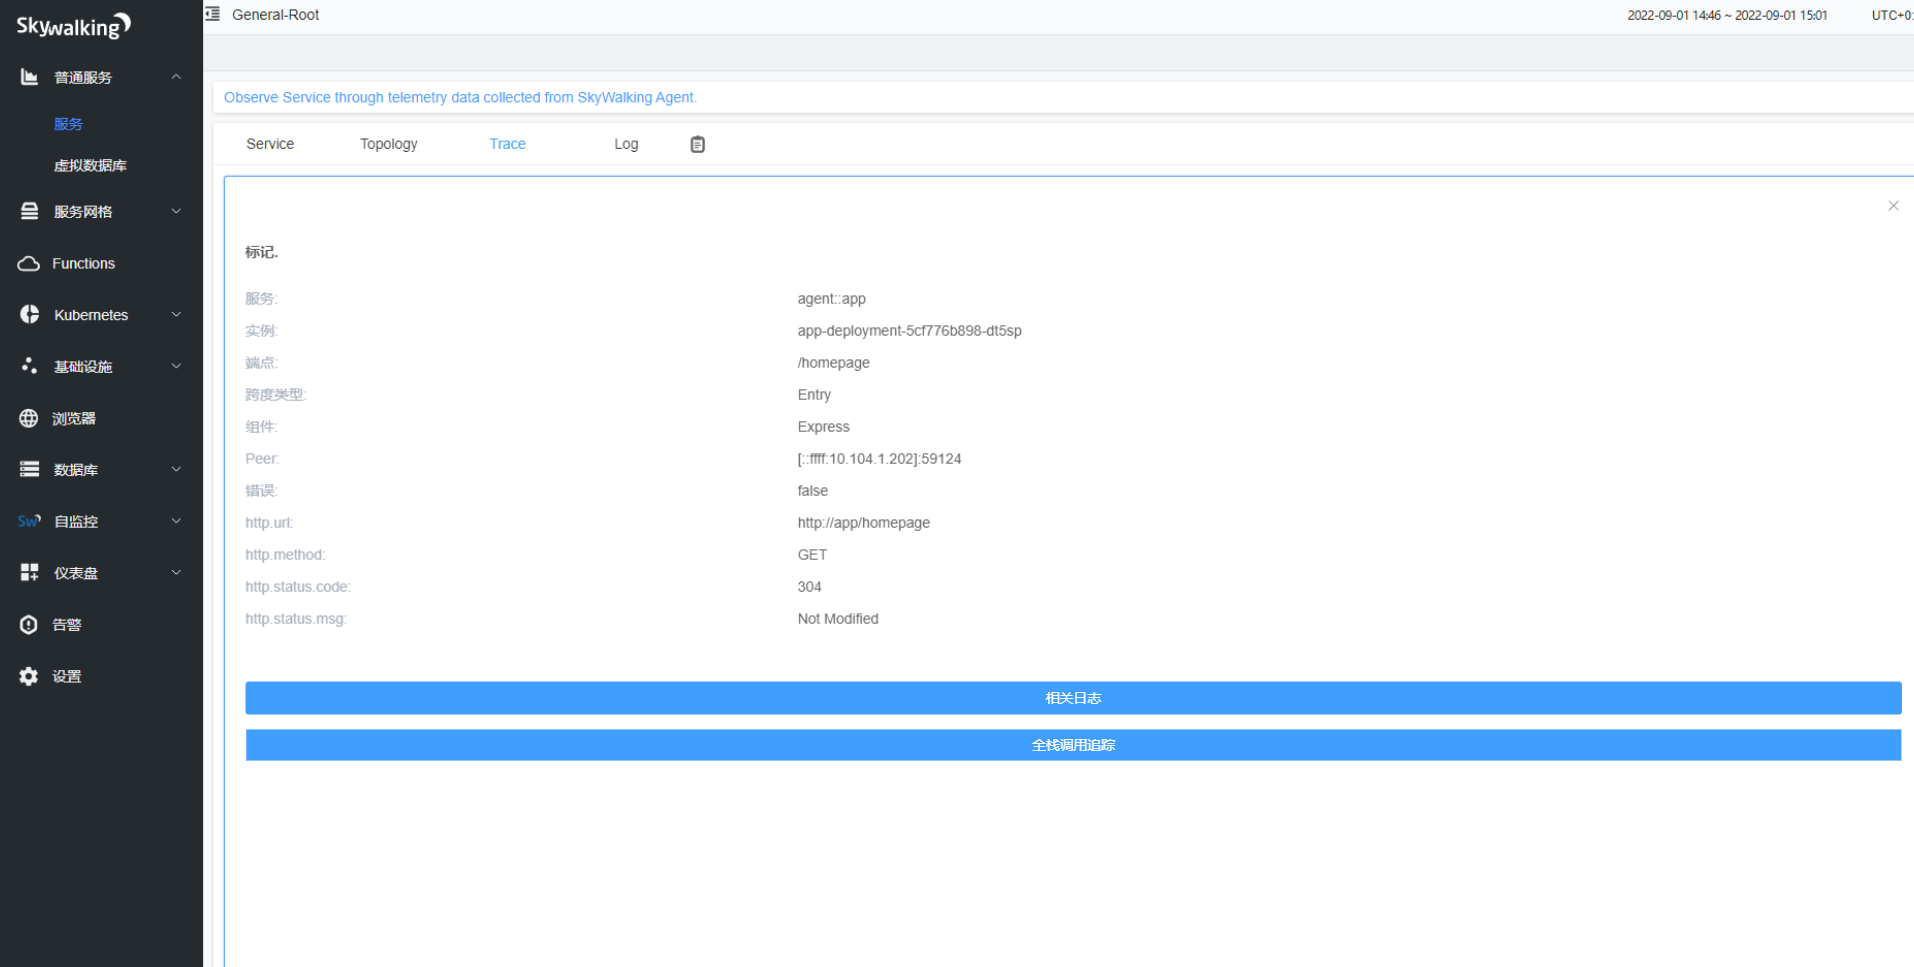 Skywalking
General-Root
2022-09-01 14:46 ~ 2022-09-01 15:01
UTC+0:
普通服务
服务
虚拟数据库
服务网格
Functions
Kubernetes
基础设施
浏览器
数据库
Sw 自监控
仪表盘
告警
设置
Observe Service through telemetry data collected from SkyWalking Agent.
Service Topology Trace Log
标记.
服务: agent::app
实例: app-deployment-5cf776b898-dt5sp
端点: /homepage
跨度类型: Entry
组件: Express
Peer: [::ffff:10.104.1.202]:59124
错误: false
http.url: http://app/homepage
http.method: GET
http.status.code: 304
http.status.msg: Not Modified
相关日志
全栈调用追踪